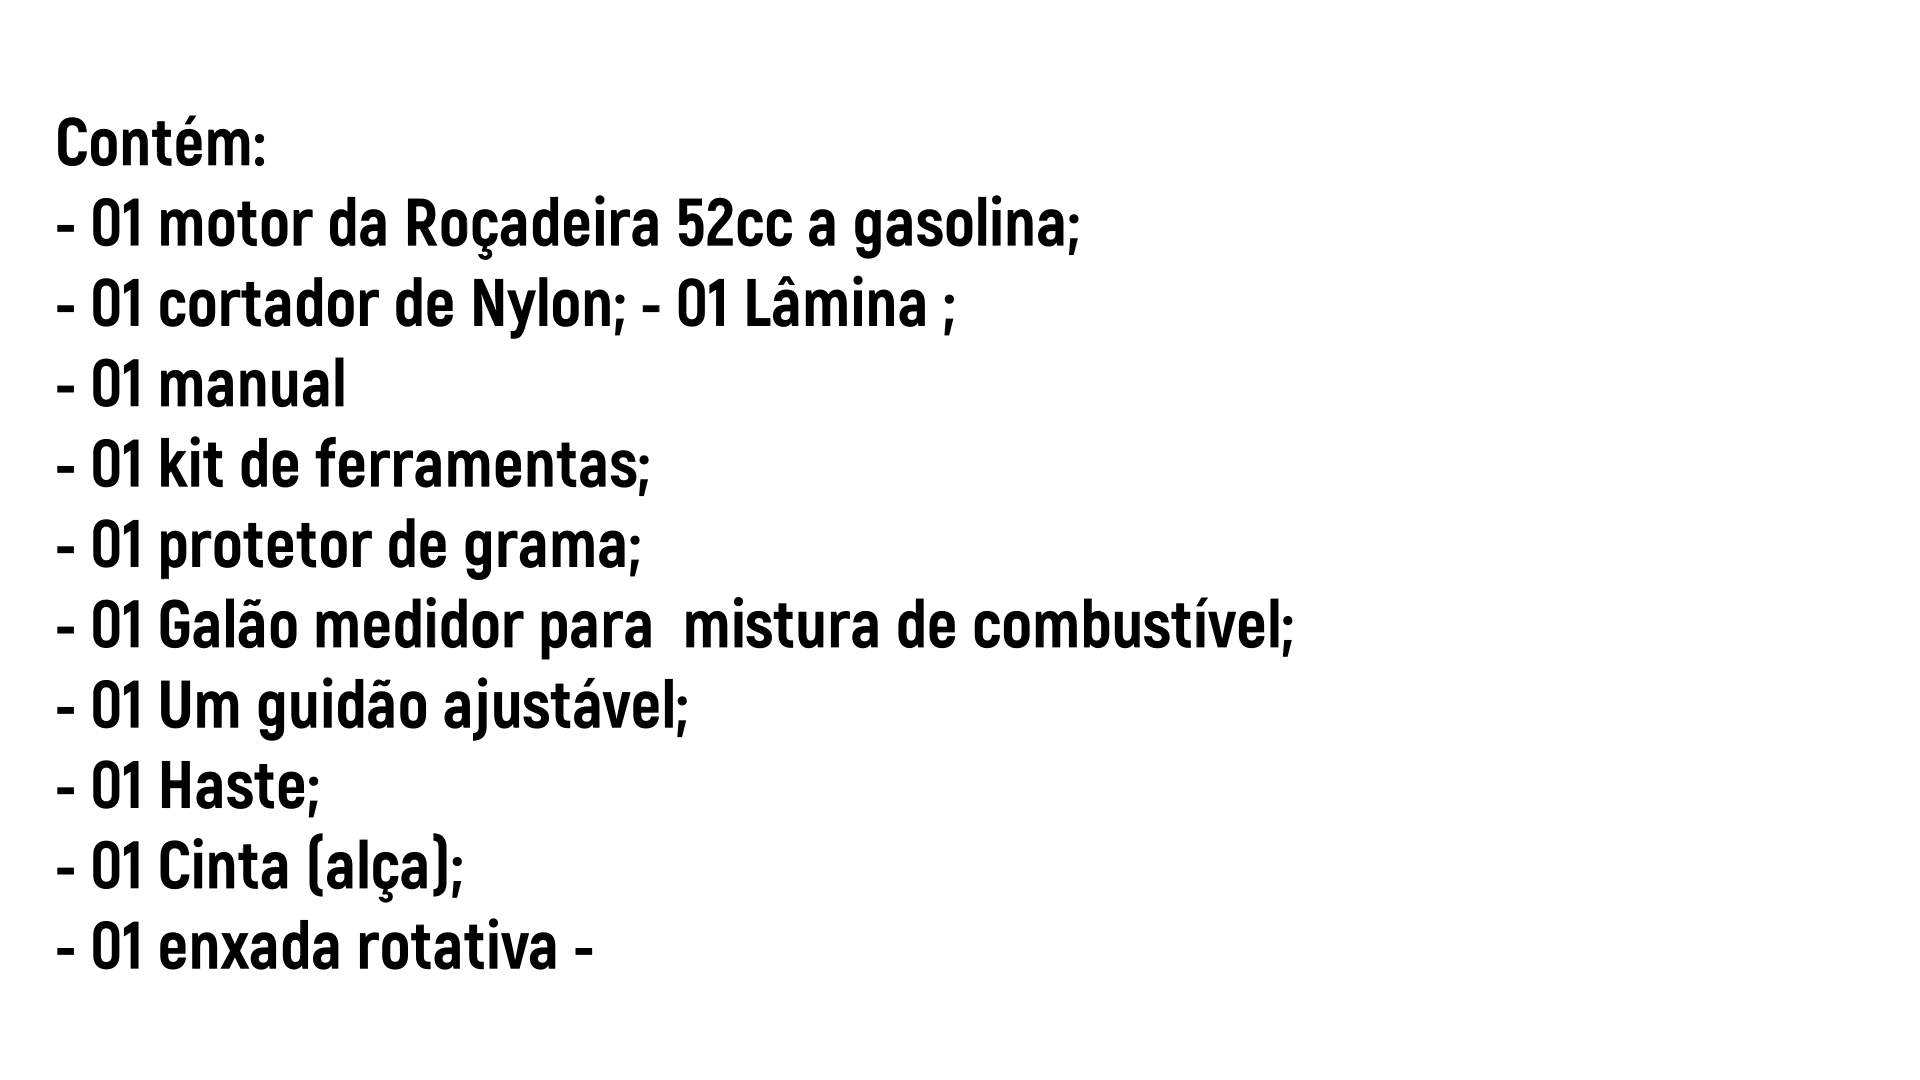 Contém:
- 01 motor da Roçadeira 52cc a gasolina;
- 01 cortador de Nylon; - 01 Lâmina ;
- 01 manual
- 01 kit de ferramentas;
- 01 protetor de grama;
- 01 Galão medidor para  mistura de combustível;
- 01 Um guidão ajustável;
- 01 Haste;
- 01 Cinta (alça);
- 01 enxada rotativa -